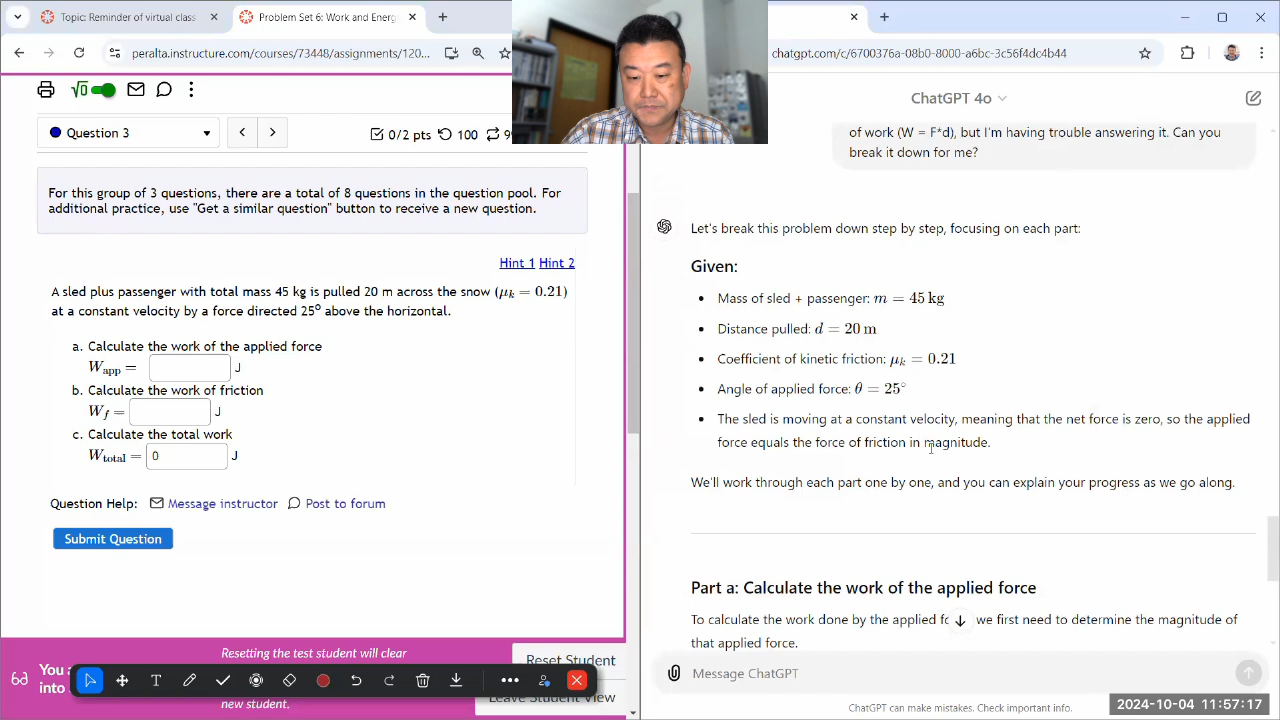 Topic: Reminder of virtual class
Problem Set 6: Work and Energ
peralta.instructure.com/courses/73448/assignments/120...
chatgpt.com/c/6700376a-08b0-8000-a6bc-3c56f4dc4b44
Question 3
0/2 pts
100
99
For this group of 3 questions, there are a total of 8 questions in the question pool. For
additional practice, use "Get a similar question" button to receive a new question.
Hint 1 Hint 2
A sled plus passenger with total mass 45 kg is pulled 20 m across the snow (μk = 0.21)
at a constant velocity by a force directed 25° above the horizontal.
a. Calculate the work of the applied force
Wapp = J
b. Calculate the work of friction
Wf = J
c. Calculate the total work
Wtotal = 0 J
Question Help: Message instructor Post to forum
Submit Question
You a
into
Resetting the test student will clear
new student.
Reset Student
Leave Student View
ChatGPT 4o
of work (W = F*d), but I'm having trouble answering it. Can you
break it down for me?
Let's break this problem down step by step, focusing on each part:
Given:
• Mass of sled + passenger: m = 45 kg
• Distance pulled: d = 20 m
• Coefficient of kinetic friction: μk = 0.21
• Angle of applied force: θ = 25°
• The sled is moving at a constant velocity, meaning that the net force is zero, so the applied
force equals the force of friction in magnitude.
We'll work through each part one by one, and you can explain your progress as we go along.
Part a: Calculate the work of the applied force
To calculate the work done by the applied fo we first need to determine the magnitude of
that applied force.
Message ChatGPT
ChatGPT can make mistakes. Check important info.
2024-10-04 11:57:17